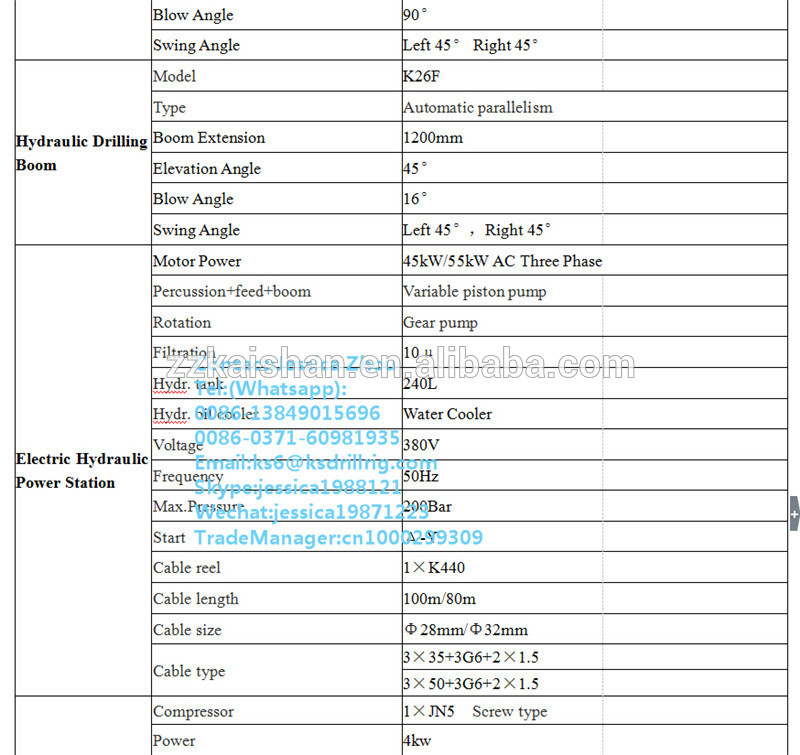 Blow Angle 90°
Swing Angle Left 45° Right 45°
Hydraulic Drilling Boom
Model K26F
Type Automatic parallelism
Boom Extension 1200mm
Elevation Angle 45°
Blow Angle 16°
Swing Angle Left 45° ，Right 45°
Electric Hydraulic Power Station
Motor Power 45kW/55kW AC Three Phase
Percussion+feed+boom Variable piston pump
Rotation Gear pump
Filtration 10 u
zzkaishan.en.alibaba.com
Hydr. tank 240L
Tel:(Whatsapp):
Hydr. oil cooler Water Cooler
0086-13849015696
0086-0371-60981935
Voltage 380V
Email:ks6@ksdrillrig.com
Frequency 50Hz
Skype:jessica1988121
Max.Pressure 200Bar
Wechat:jessica19871223
Start Δ-Y
TradeManager:cn1000299309
Cable reel 1×K440
Cable length 100m/80m
Cable size Φ28mm/Φ32mm
Cable type 3×35+3G6+2×1.5
3×50+3G6+2×1.5
Compressor 1×JN5 Screw type
Power 4kw